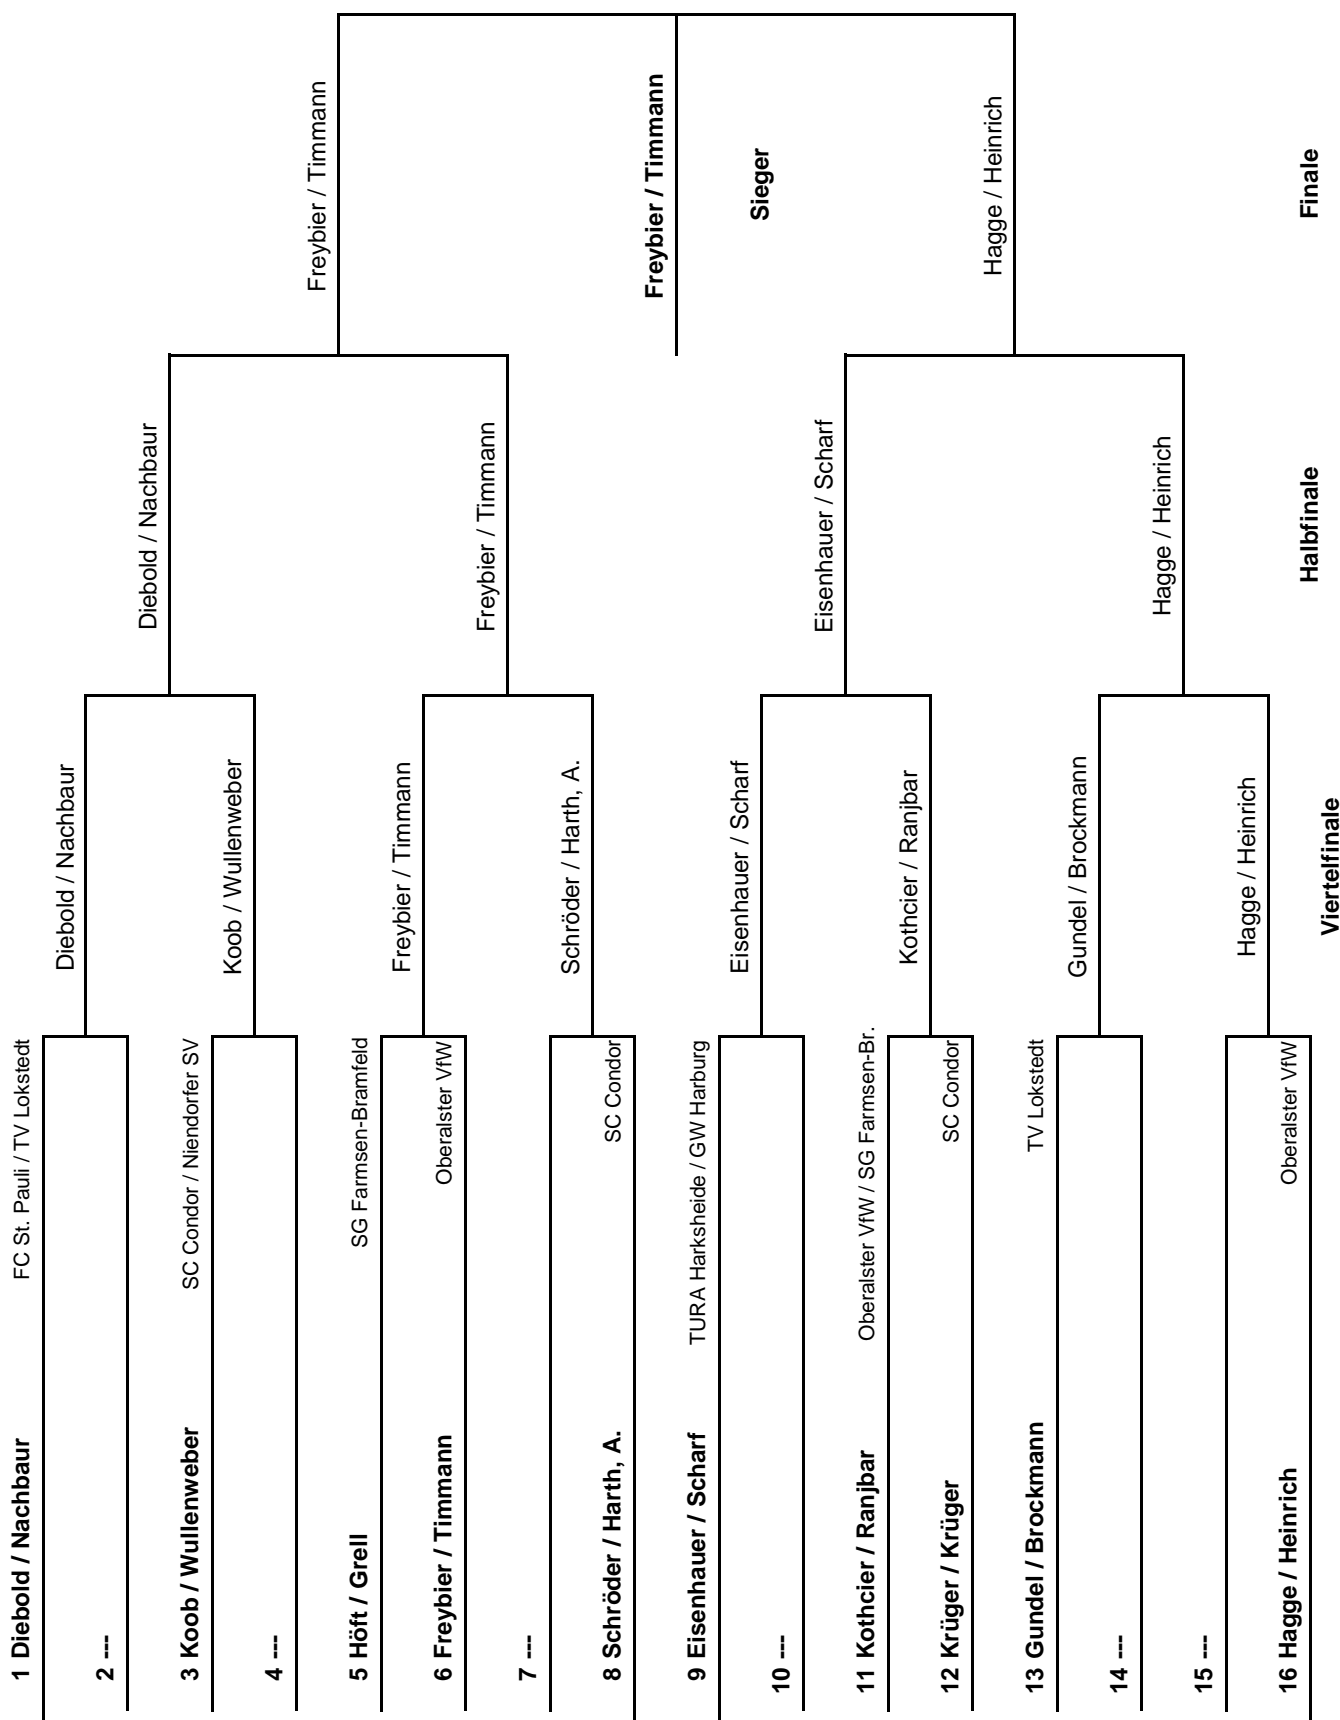 1 Diebold / Nachbaur FC St. Pauli / TV Lokstedt
2 ---
3 Koob / Wullenweber SC Condor / Niendorfer SV
4 ---
5 Höft / Grell SG Farmsen-Bramfeld
6 Freybier / Timmann Oberalster VfW
7 ---
8 Schröder / Harth, A. SC Condor
9 Eisenhauer / Scharf TURA Harksheide / GW Harburg
10 ---
11 Kothcier / Ranjbar Oberalster VfW / SG Farmsen-Br.
12 Krüger / Krüger SC Condor
13 Gundel / Brockmann TV Lokstedt
14 ---
15 ---
16 Hagge / Heinrich Oberalster VfW
Diebold / Nachbaur
Koob / Wullenweber
Freybier / Timmann
Schröder / Harth, A.
Eisenhauer / Scharf
Kothcier / Ranjbar
Gundel / Brockmann
Hagge / Heinrich
Viertelfinale
Diebold / Nachbaur
Freybier / Timmann
Eisenhauer / Scharf
Hagge / Heinrich
Halbfinale
Freybier / Timmann
Freybier / Timmann
Sieger
Hagge / Heinrich
Finale